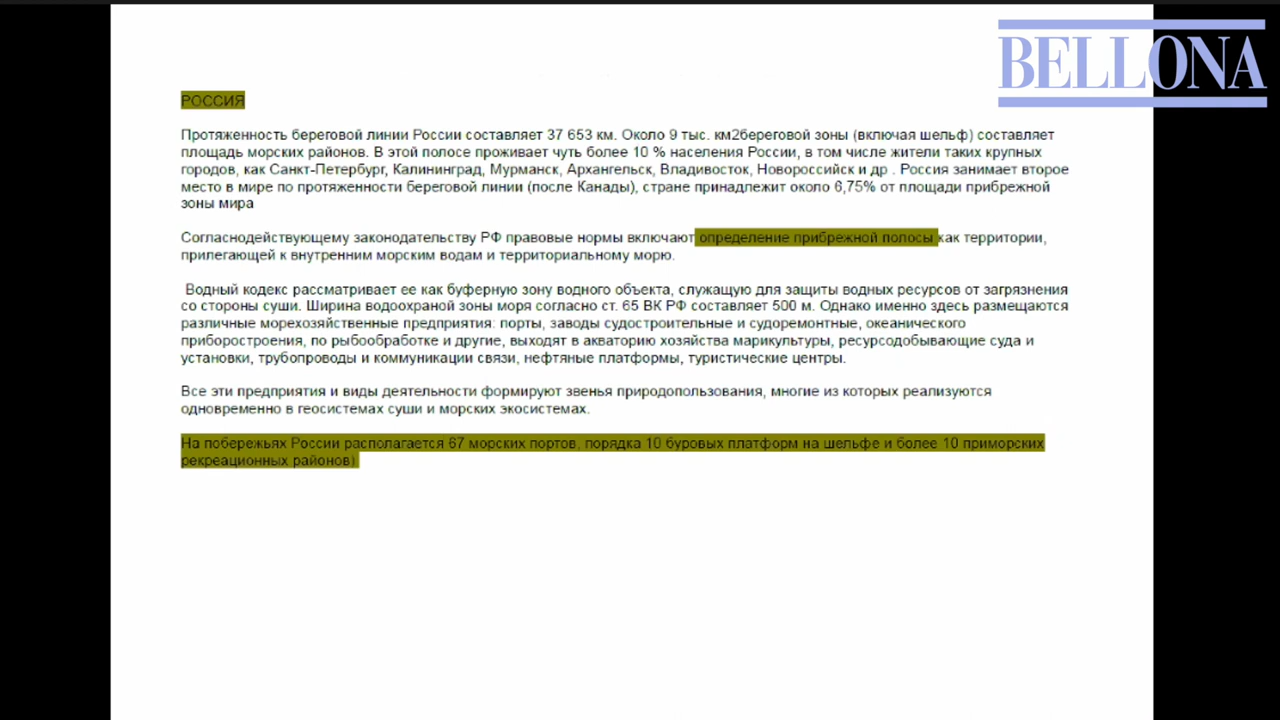 BELLONA
РОССИЯ
Протяженность береговой линии России составляет 37 653 км. Около 9 тыс. км2береговой зоны (включая шельф) составляет
площадь морских районов. В этой полосе проживает чуть более 10 % населения России, в том числе жители таких крупных
городов, как Санкт-Петербург, Калининград, Мурманск, Архангельск, Владивосток, Новороссийск и др . Россия занимает второе
место в мире по протяженности береговой линии (после Канады), стране принадлежит около 6,75% от площади прибрежной
зоны мира
Согласнодействующему законодательству РФ правовые нормы включают определение прибрежной полосы как территории,
прилегающей к внутренним морским водам и территориальному морю.
Водный кодекс рассматривает ее как буферную зону водного объекта, служащую для защиты водных ресурсов от загрязнения
со стороны суши. Ширина водоохраной зоны моря согласно ст. 65 ВК РФ составляет 500 м. Однако именно здесь размещаются
различные морехозяйственные предприятия: порты, заводы судостроительные и судоремонтные, океанического
приборостроения, по рыбообработке и другие, выходят в акваторию хозяйства марикультуры, ресурсодобывающие суда и
установки, трубопроводы и коммуникации связи, нефтяные платформы, туристические центры.
Все эти предприятия и виды деятельности формируют звенья природопользования, многие из которых реализуются
одновременно в геосистемах суши и морских экосистемах.
На побережьях России располагается 67 морских портов, порядка 10 буровых платформ на шельфе и более 10 приморских
рекреационных районов)